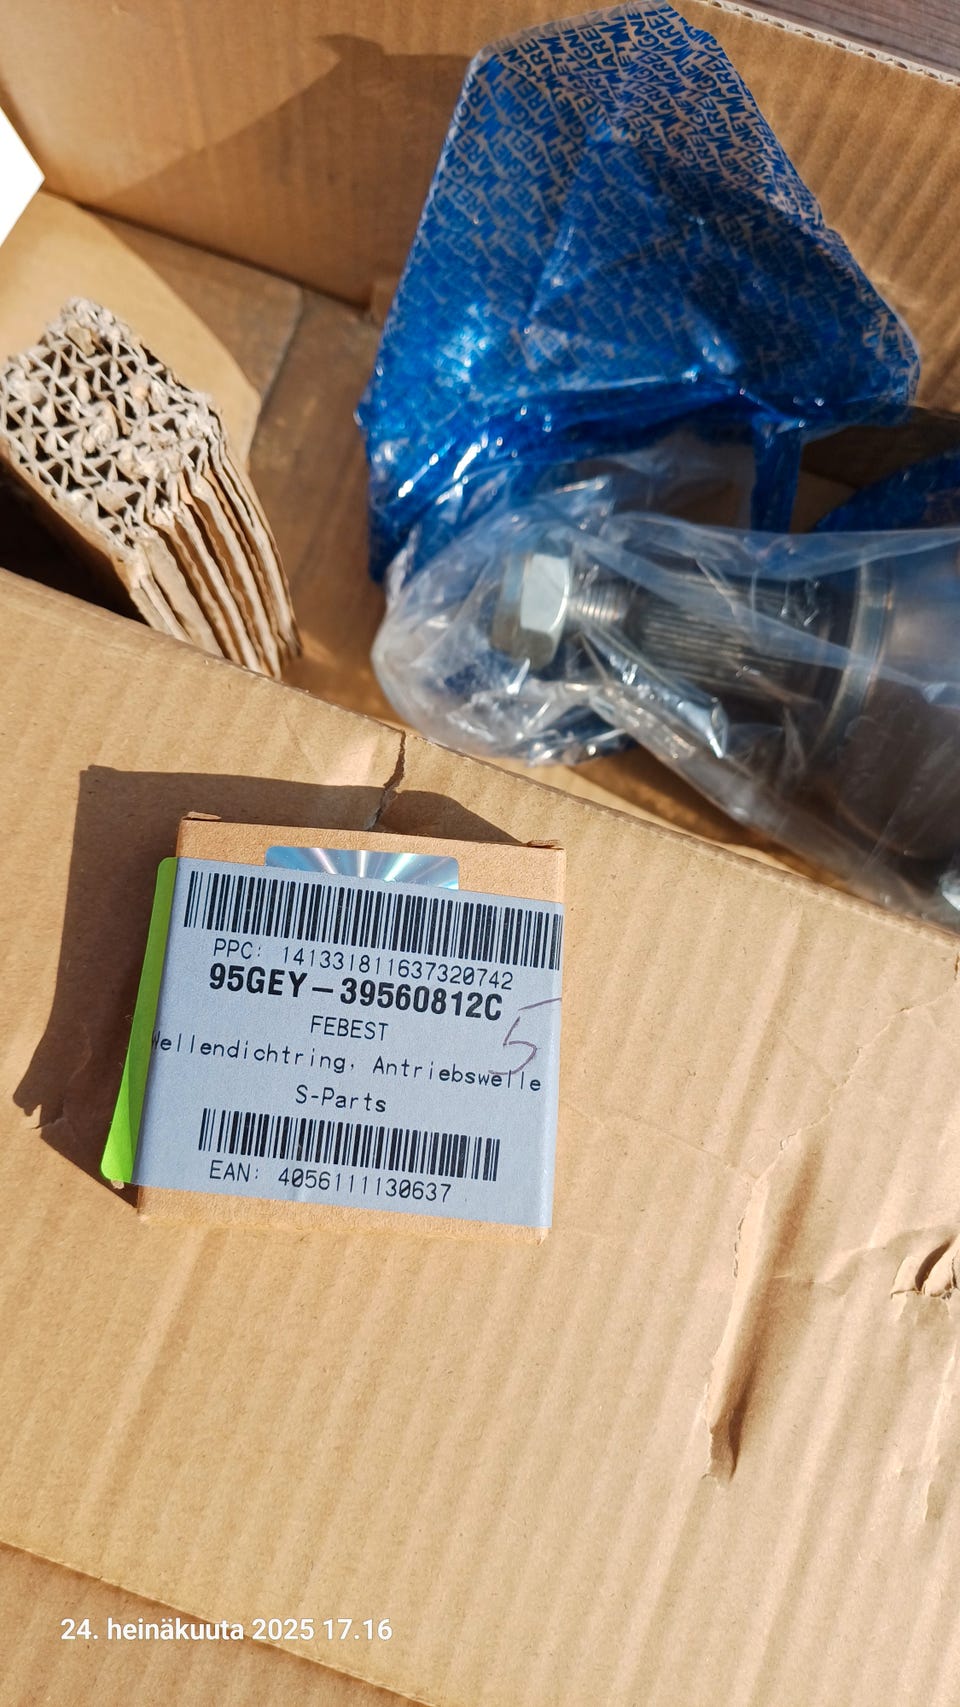 PPC: 141331811637320742
95GEY-39560812C
5
FEBEST
Wellendichtring, Antriebswelle
S-Parts
EAN: 4056111130637
24. heinäkuuta 2025 17.16